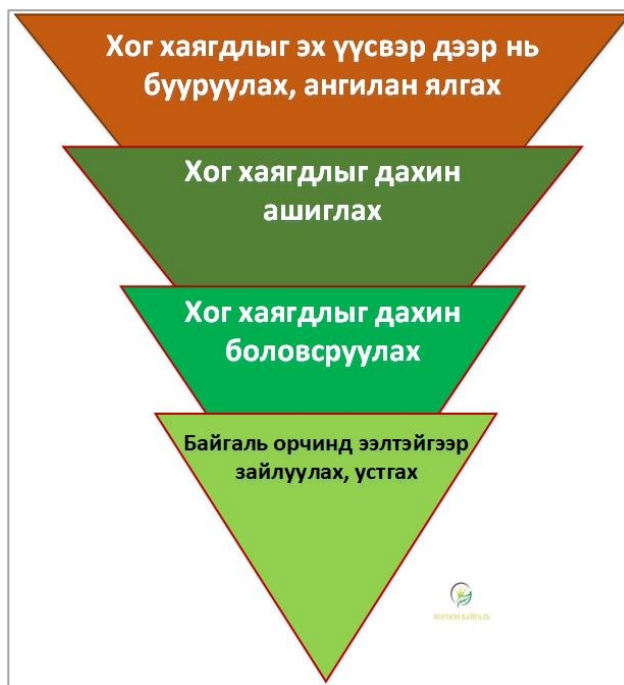 Хог хаягдлыг эх үүсвэр дээр нь
бууруулах, ангилан ялгах
Хог хаягдлыг дахин
ашиглах
Хог хаягдлыг дахин
боловсруулах
Байгаль орчинд ээлтэйгээр
зайлуулах, устгах